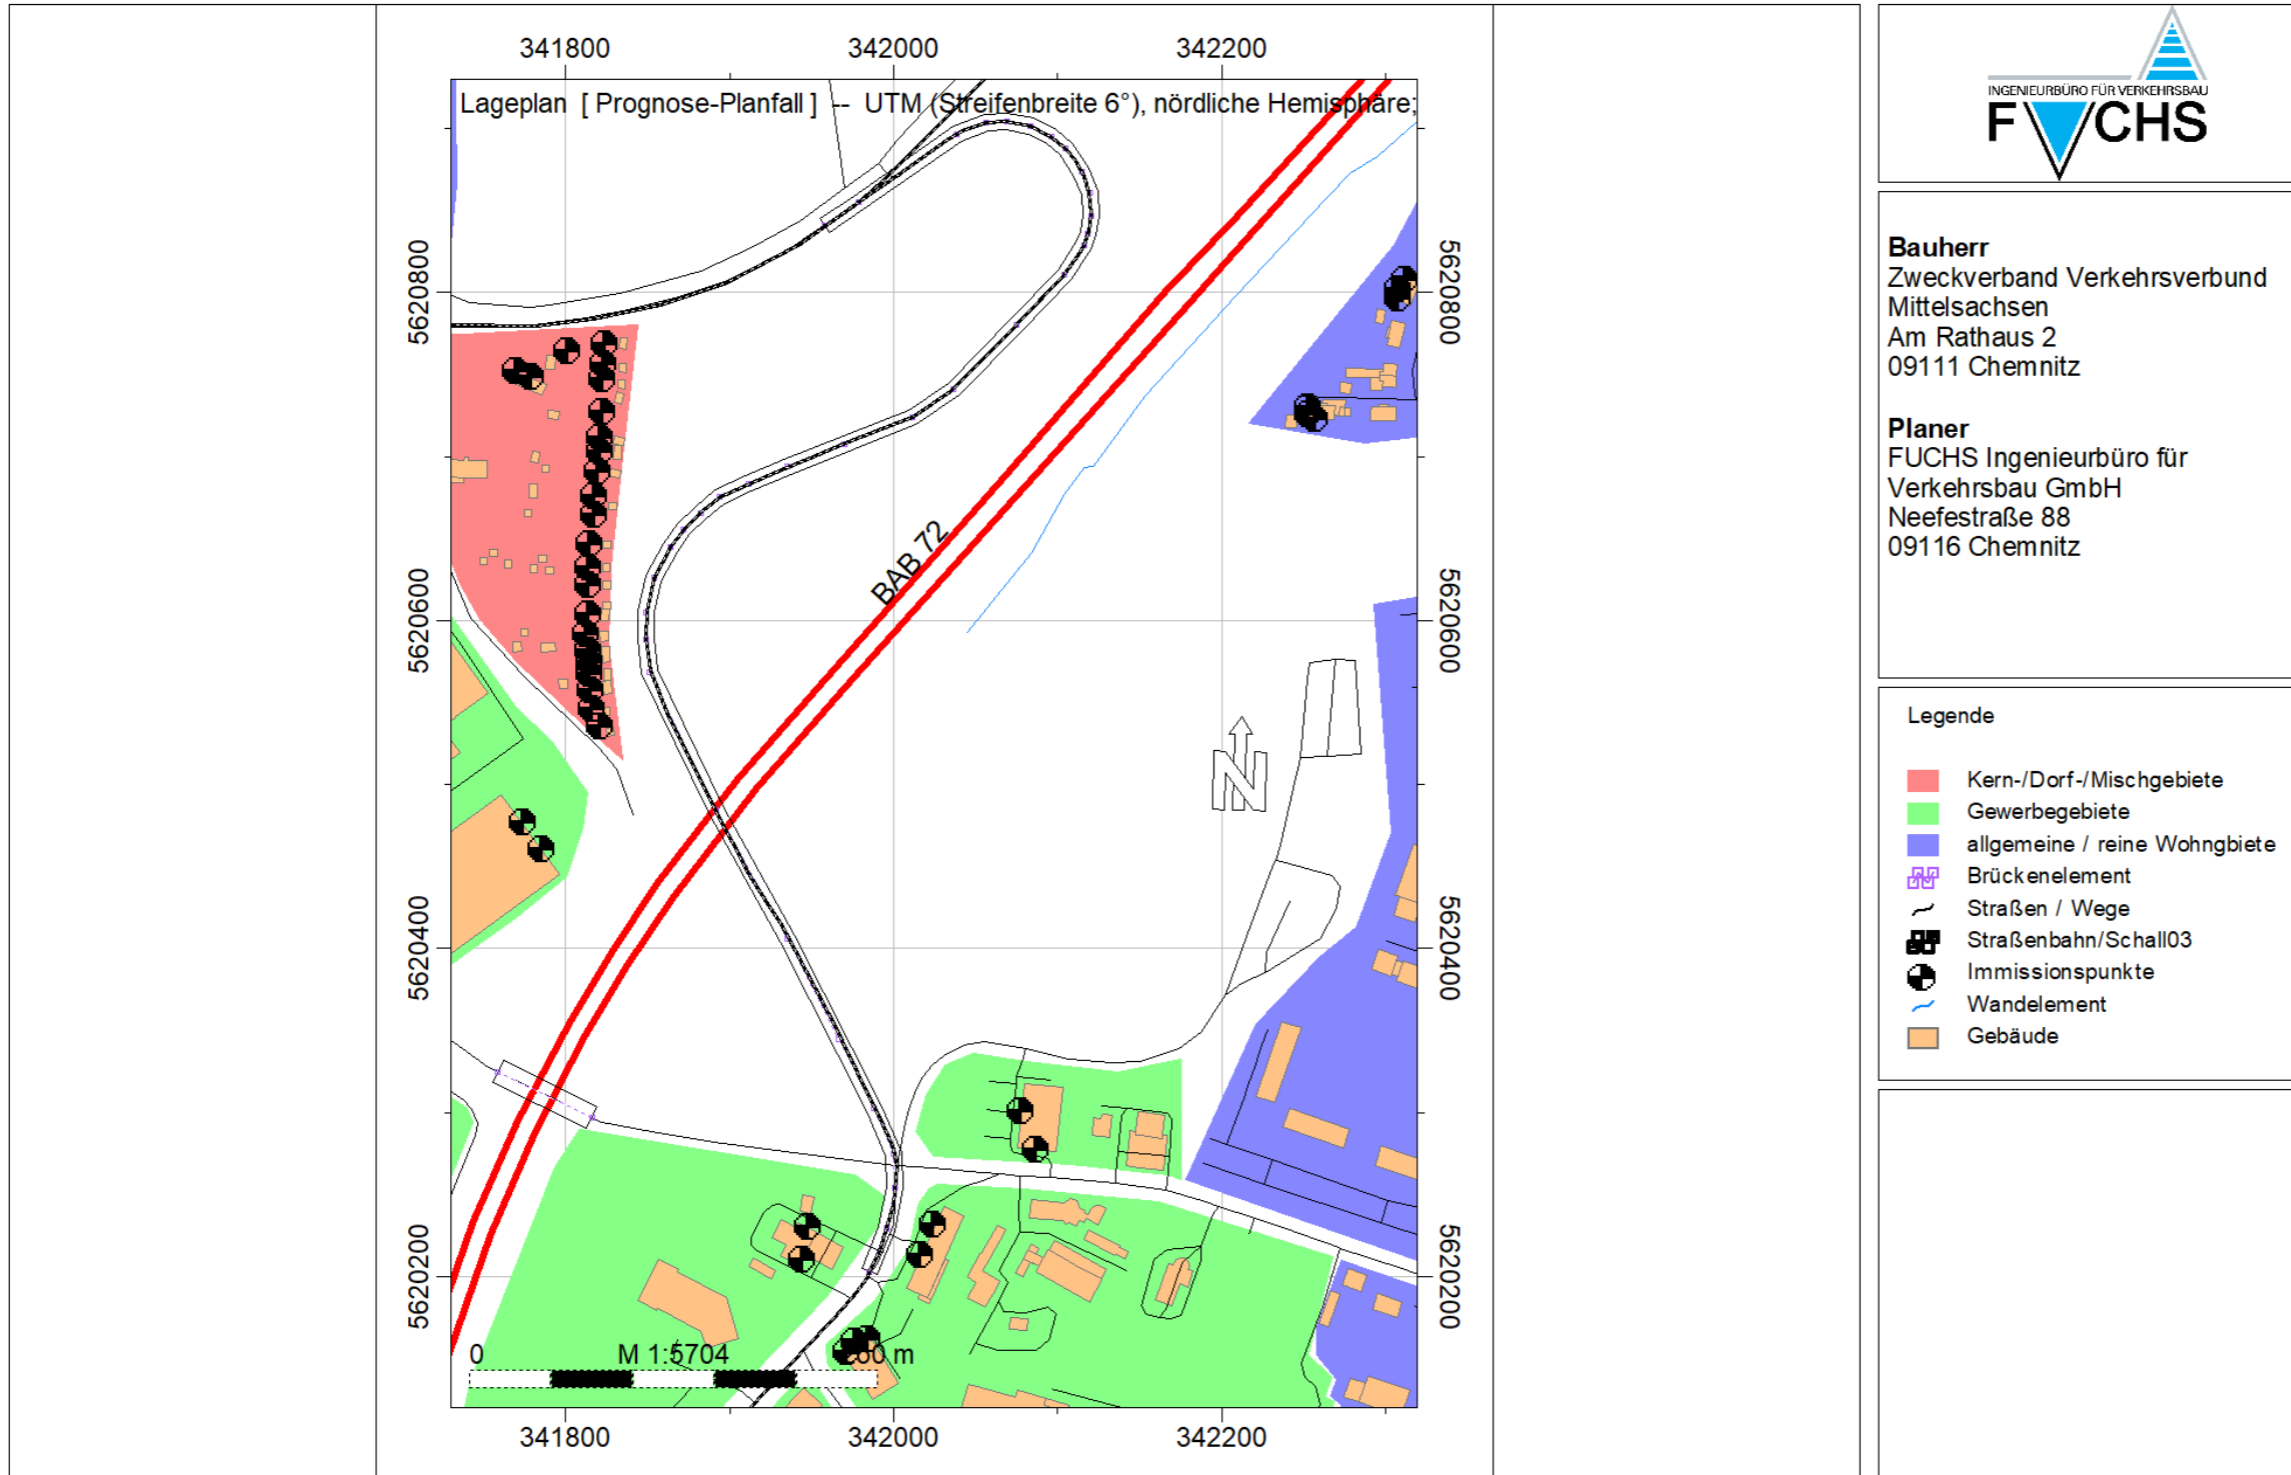 341800 342000 342200
Lageplan [ Prognose-Planfall ] -- UTM (Streifenbreite 6°), nördliche Hemisphäre;
5620800
5620600
5620400
5620200
5620800
5620600
5620400
5620200
BAB 72
N
0 M 1:5704 m
341800 342000 342200
INGENIEURBÜRO FÜR VERKEHRSBAU
FUCHS
Bauherr
Zweckverband Verkehrsverbund
Mittelsachsen
Am Rathaus 2
09111 Chemnitz
Planer
FUCHS Ingenieurbüro für
Verkehrsbau GmbH
Neefestraße 88
09116 Chemnitz
Legende
Kern-/Dorf-/Mischgebiete
Gewerbegebiete
allgemeine / reine Wohngbiete
Brückenelement
Straßen / Wege
Straßenbahn/Schall03
Immissionspunkte
Wandelement
Gebäude